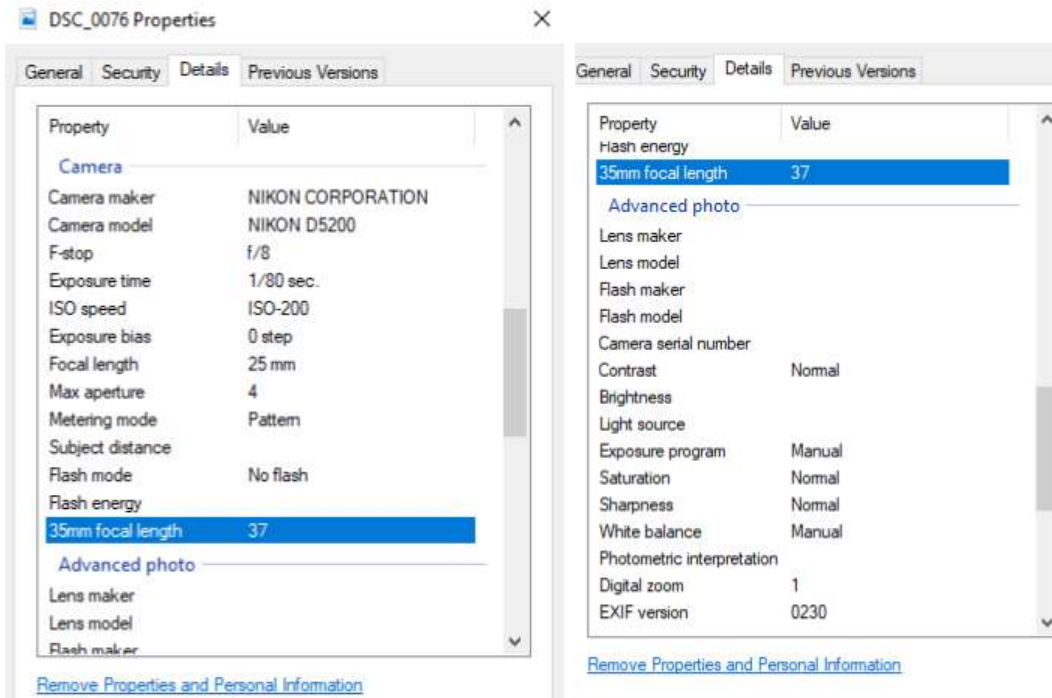 DSC_0076 Properties
General Security Details Previous Versions
Property Value
Camera
Camera maker NIKON CORPORATION
Camera model NIKON D5200
F-stop f/8
Exposure time 1/80 sec.
ISO speed ISO-200
Exposure bias 0 step
Focal length 25 mm
Max aperture 4
Metering mode Pattern
Subject distance
Flash mode No flash
Flash energy
35mm focal length 37
Advanced photo
Lens maker
Lens model
Flash maker
Remove Properties and Personal Information
General Security Details Previous Versions
Property Value
Flash energy
35mm focal length 37
Advanced photo
Lens maker
Lens model
Flash maker
Flash model
Camera serial number
Contrast Normal
Brightness
Light source
Exposure program Manual
Saturation Normal
Sharpness Normal
White balance Manual
Photometric interpretation
Digital zoom 1
EXIF version 0230
Remove Properties and Personal Information